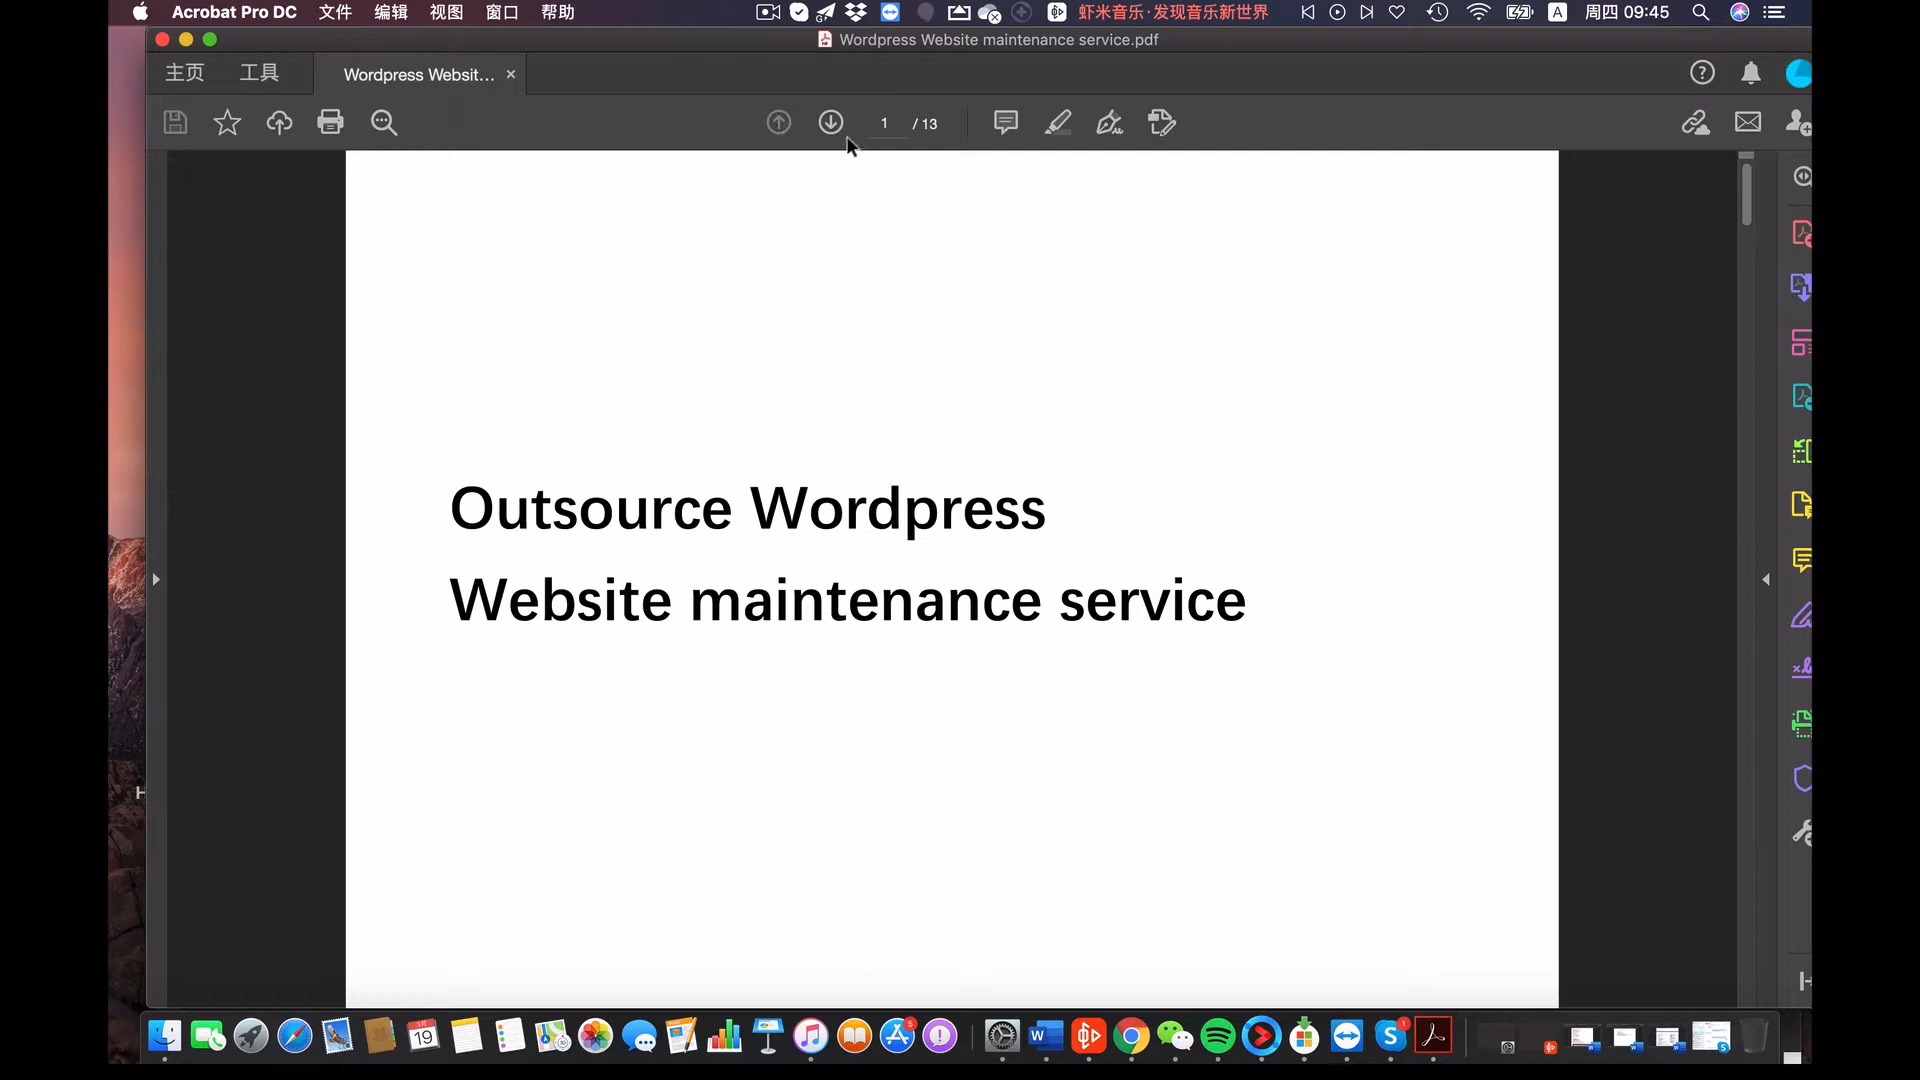 Acrobat Pro DC 文件 编辑 视图 窗口 帮助 虾米音乐·发现音乐新世界 A 周四 09:45
Wordpress Website maintenance service.pdf
主页 工具 Wordpress Websit... ×
1 / 13
Outsource Wordpress
Website maintenance service
19